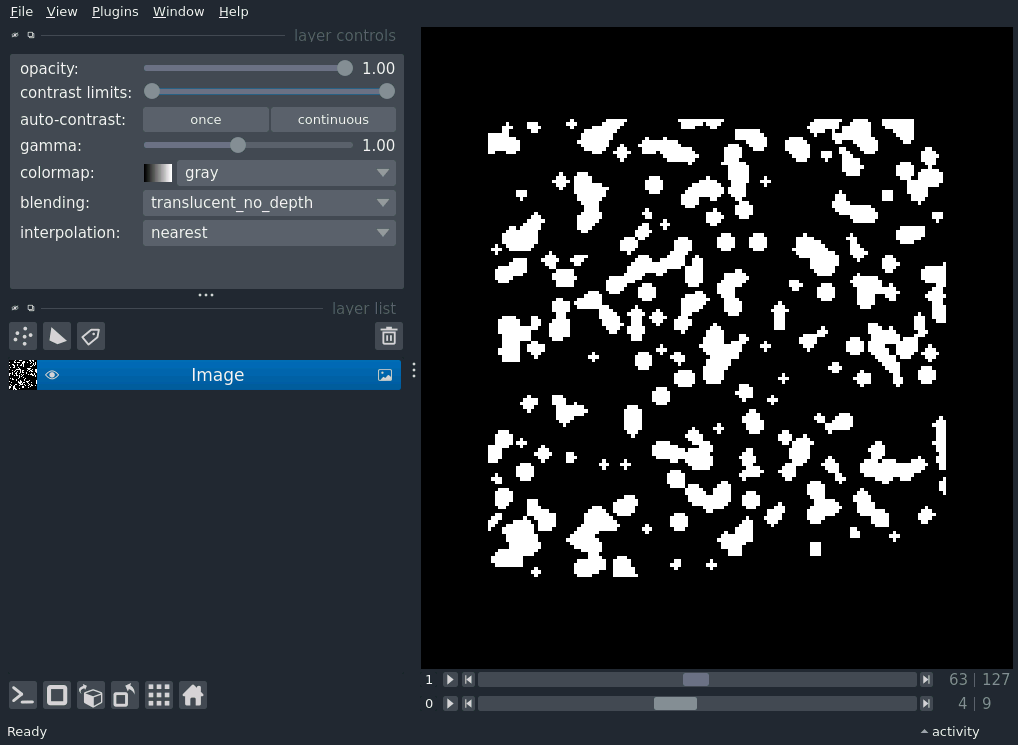 File View Plugins Window Help
layer controls
opacity: 1.00
contrast limits:
auto-contrast: once continuous
gamma: 1.00
colormap: gray
blending: translucent_no_depth
interpolation: nearest
layer list
Image
1 63 | 127
0 4 | 9
Ready activity